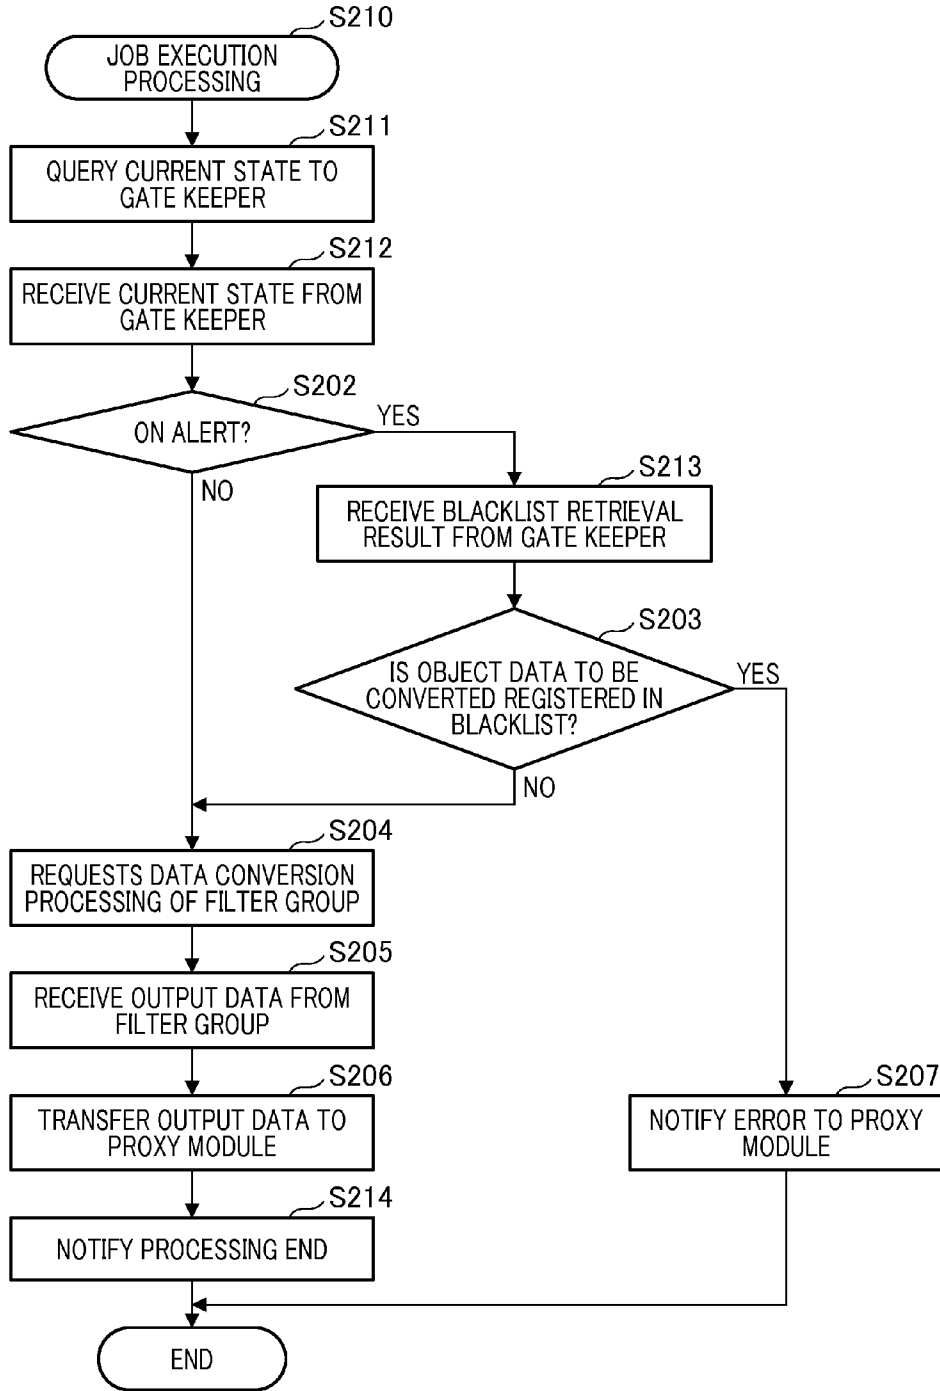 S210
JOB EXECUTION
PROCESSING
S211
QUERY CURRENT STATE TO
GATE KEEPER
S212
RECEIVE CURRENT STATE FROM
GATE KEEPER
S202
ON ALERT?
YES
NO
S213
RECEIVE BLACKLIST RETRIEVAL
RESULT FROM GATE KEEPER
S203
IS OBJECT DATA TO BE
CONVERTED REGISTERED IN
BLACKLIST?
YES
NO
S204
REQUESTS DATA CONVERSION
PROCESSING OF FILTER GROUP
S205
RECEIVE OUTPUT DATA FROM
FILTER GROUP
S206
TRANSFER OUTPUT DATA TO
PROXY MODULE
S207
NOTIFY ERROR TO PROXY
MODULE
S214
NOTIFY PROCESSING END
END